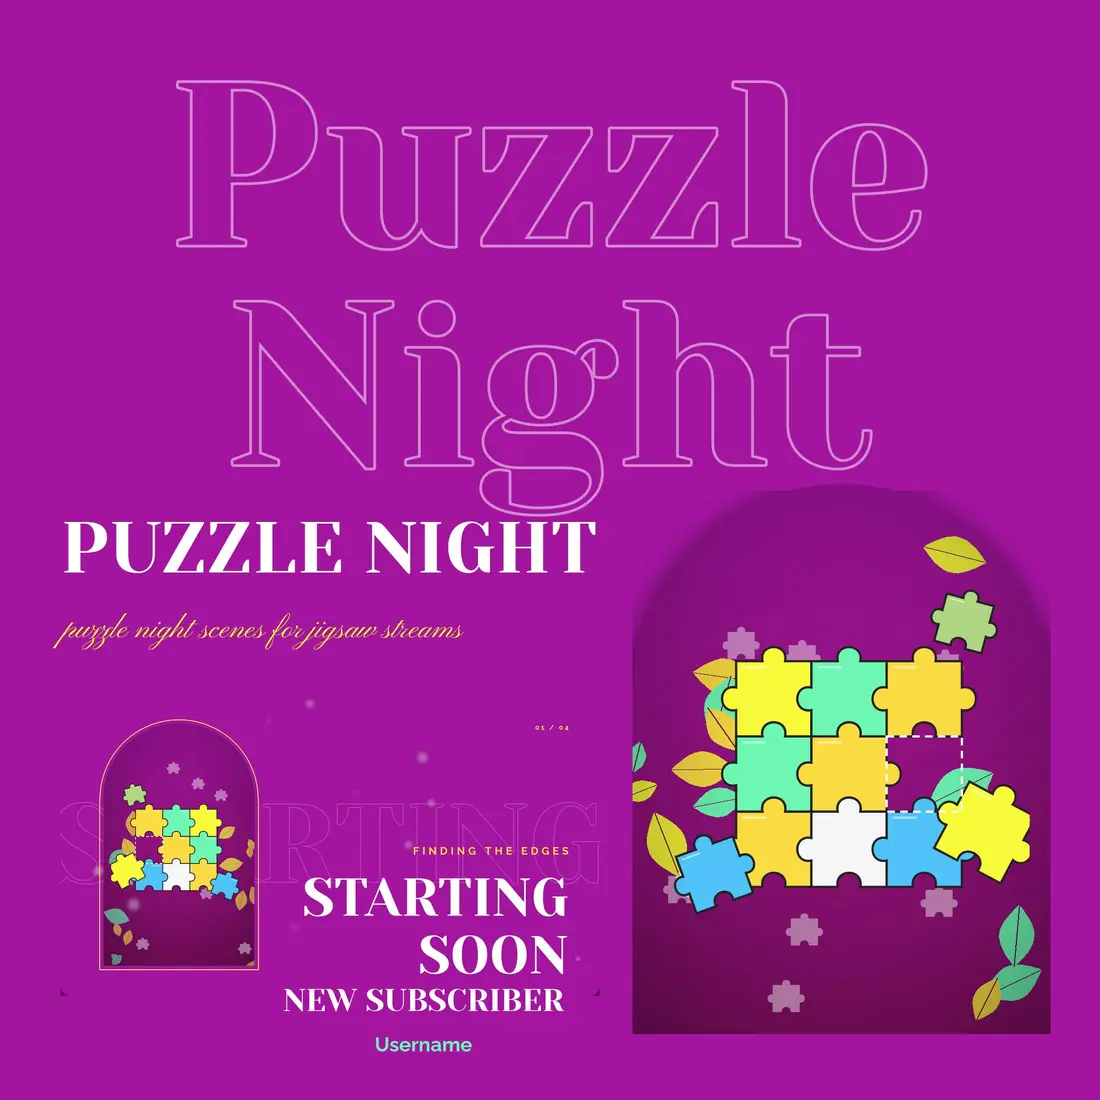 Puzzle
Night
PUZZLE NIGHT
puzzle night scenes for jigsaw streams
01 / 04
STARTING
FINDING THE EDGES
STARTING
SOON
NEW SUBSCRIBER
Username